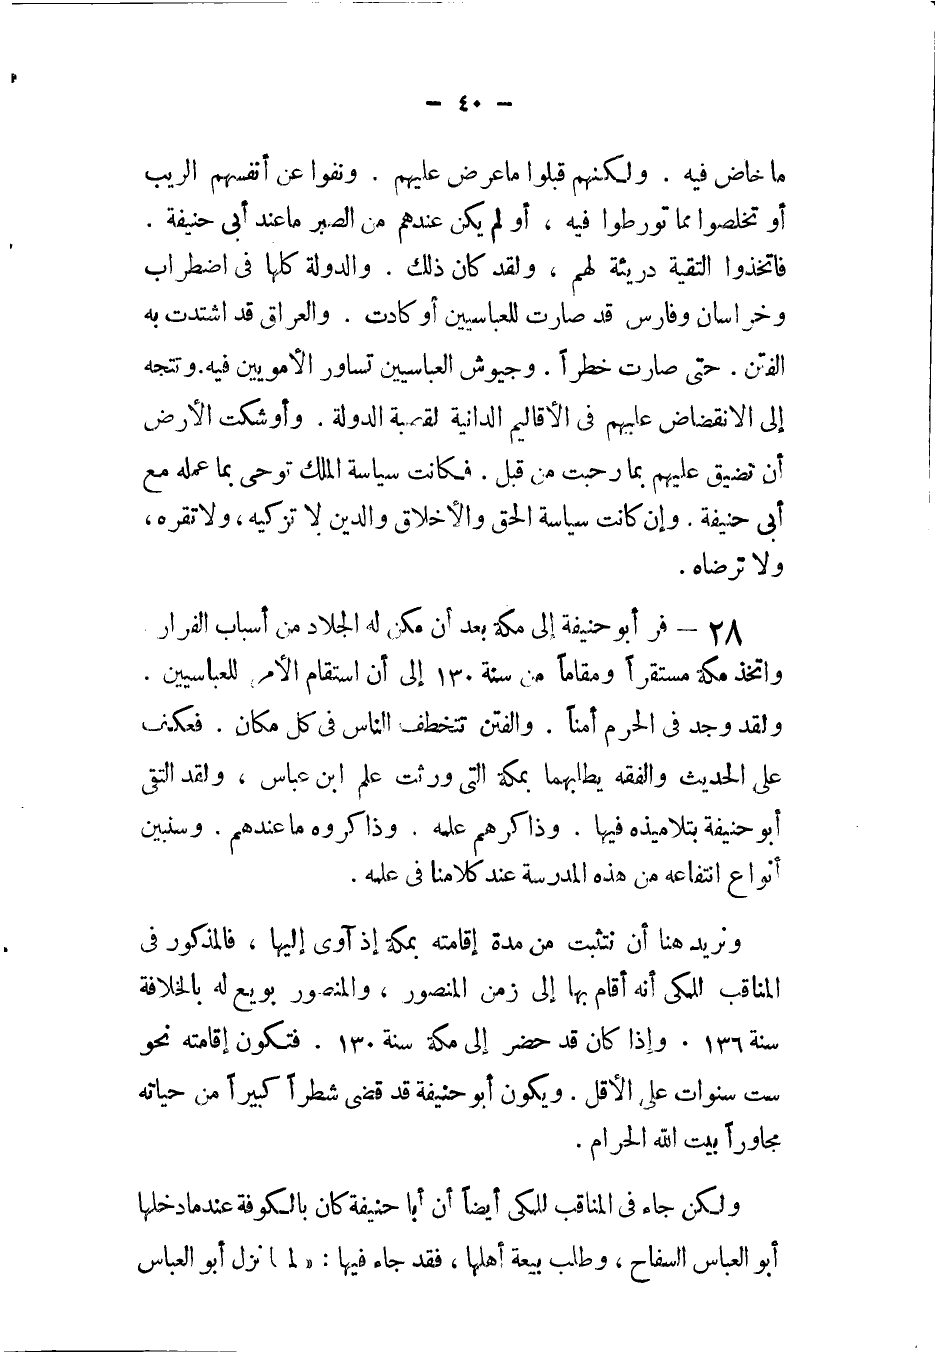 — ٤٠ —
ما خاض فيه . ولكنهم قبلوا ماعرض عليهم . ونفوا عن أنفسهم الريب
أو تخلصوا مما تورطوا فيه ، أو لم يكن عندهم من الصبر ماعند أبى حنيفة .
فاتخذوا التقية دريئة لهم ، ولقد كان ذلك . والدولة كلها فى اضطراب
وخراسان وفارس قد صارت للعباسيين أو كادت . والعراق قد اشتدت به
الفتن . حتى صارت خطراً . وجيوش العباسيين تساور الأمويين فيه.وتتجه
إلى الانقضاض عليهم فى الأقاليم الدانية لقصبة الدولة . وأوشكت الأرض
أن تضيق عليهم بما رحبت من قبل . فكانت سياسة الملك توحى بما عمله مع
أبى حنيفة . وإن كانت سياسة الحق والأخلاق والدين لا تزكيه ، ولا تقره ،
ولا ترضاه .
٢٨ — فر أبو حنيفة إلى مكة بعد أن مكن له الجلاد من أسباب الفرار
واتخذ مكة مستقراً ومقاماً من سنة ١٣٠ إلى أن استقام الأمر للعباسيين .
ولقد وجد فى الحرم أمناً . والفتن تتخطف الناس فى كل مكان . فعكف
على الحديث والفقه يطلبهما بمكة التى ورثت علم ابن عباس ، ولقد التقى
أبو حنيفة بتلاميذه فيها . وذاكرهم علمه . وذاكروه ما عندهم . وسنبين
أنواع انتفاعه من هذه المدرسة عند كلامنا فى علمه .
ونريد هنا أن نتثبت من مدة إقامته بمكة إذ آوى إليها ، فالمذكور فى
المناقب للمكى أنه أقام بها إلى زمن المنصور ، والمنصور بويع له بالخلافة
سنة ١٣٦ . وإذا كان قد حضر إلى مكة سنة ١٣٠ . فتكون إقامته نحو
ست سنوات على الأقل . ويكون أبو حنيفة قد قضى شطراً كبيراً من حياته
مجاوراً بيت الله الحرام .
ولكن جاء فى المناقب للمكى أيضاً أن أبا حنيفة كان بالكوفة عندما دخلها
أبو العباس السفاح ، وطلب بيعة أهلها ، فقد جاء فيها : « لما نزل أبو العباس